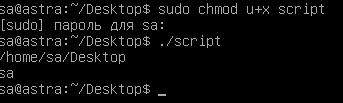 sa@astra:~/Desktop$ sudo chmod u+x script
[sudo] пароль для sa:
sa@astra:~/Desktop$ ./script
/home/sa/Desktop
sa
sa@astra:~/Desktop$ _